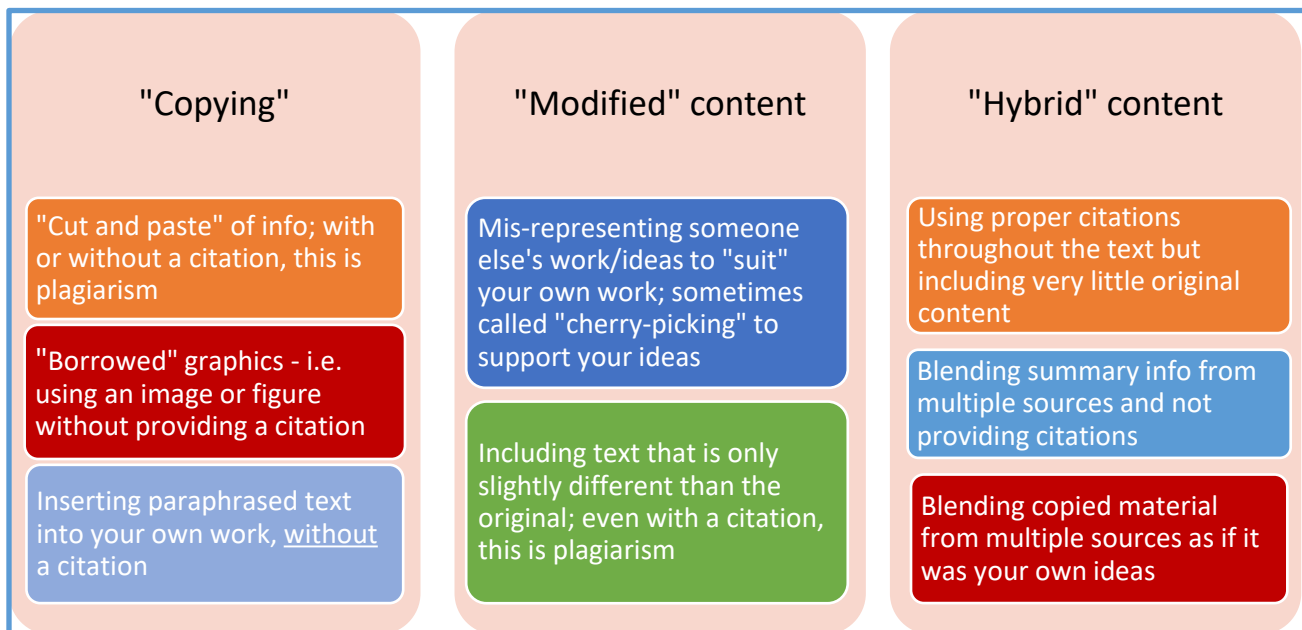 "Copying"
"Cut and paste" of info; with
or without a citation, this is
plagiarism
"Borrowed" graphics - i.e.
using an image or figure
without providing a citation
Inserting paraphrased text
into your own work, without
a citation
"Modified" content
Mis-representing someone
else's work/ideas to "suit"
your own work; sometimes
called "cherry-picking" to
support your ideas
Including text that is only
slightly different than the
original; even with a citation,
this is plagiarism
"Hybrid" content
Using proper citations
throughout the text but
including very little original
content
Blending summary info from
multiple sources and not
providing citations
Blending copied material
from multiple sources as if it
was your own ideas